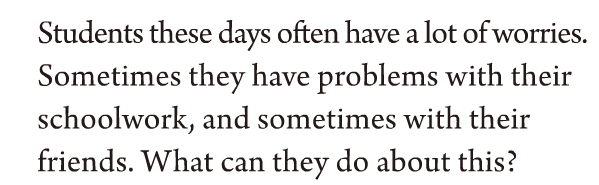 Students these days often have a lot of worries.
Sometimes they have problems with their
schoolwork, and sometimes with their
friends. What can they do about this?